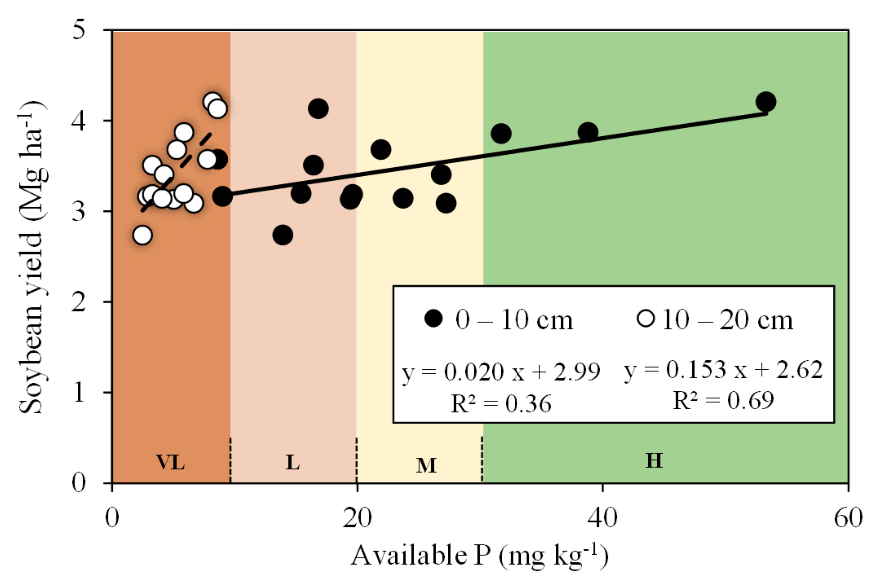 5
4
3
2
1
0
Soybean yield (Mg ha-1)
0 – 10 cm
10 – 20 cm
y = 0.020 x + 2.99
R² = 0.36
y = 0.153 x + 2.62
R² = 0.69
VL
L
M
H
0
20
40
60
Available P (mg kg-1)